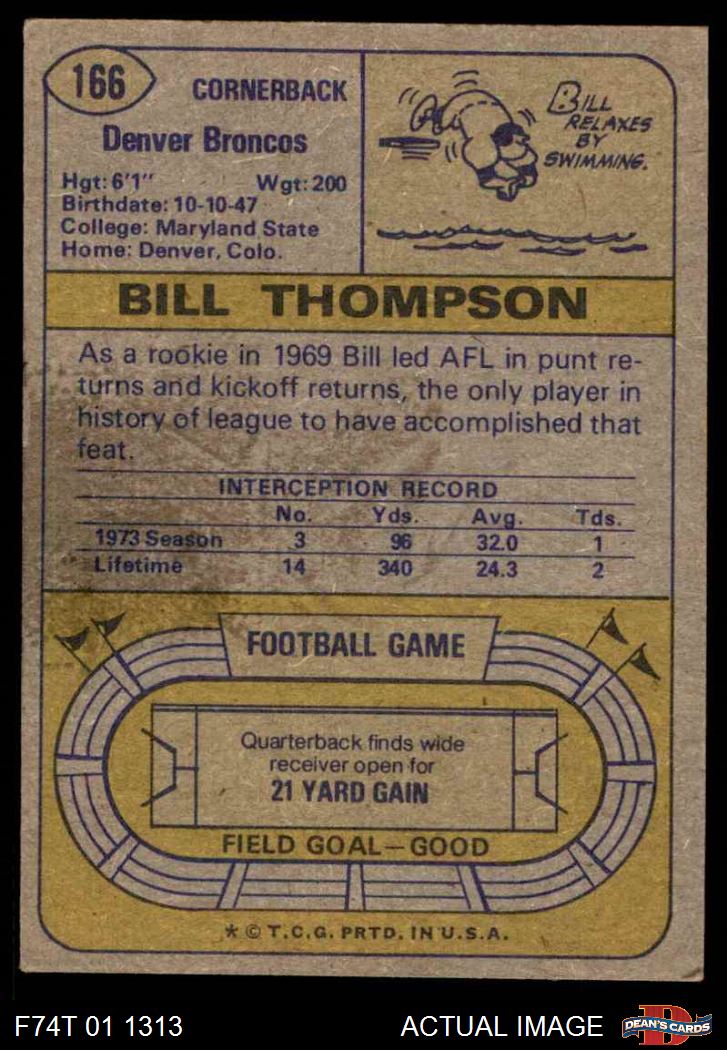 166
CORNERBACK
Denver Broncos
Hgt: 6'1" Wgt: 200
Birthdate: 10-10-47
College: Maryland State
Home: Denver, Colo.
BILL
RELAXES
BY
SWIMMING.
BILL THOMPSON
As a rookie in 1969 Bill led AFL in punt re-
turns and kickoff returns, the only player in
history of league to have accomplished that
feat.
INTERCEPTION RECORD
No. Yds. Avg. Tds.
1973 Season 3 96 32.0 1
Lifetime 14 340 24.3 2
FOOTBALL GAME
Quarterback finds wide
receiver open for
21 YARD GAIN
FIELD GOAL—GOOD
* © T.C.G. PRTD. IN U.S.A.
F74T 01 1313 ACTUAL IMAGE
D
DEAN'S CARDS